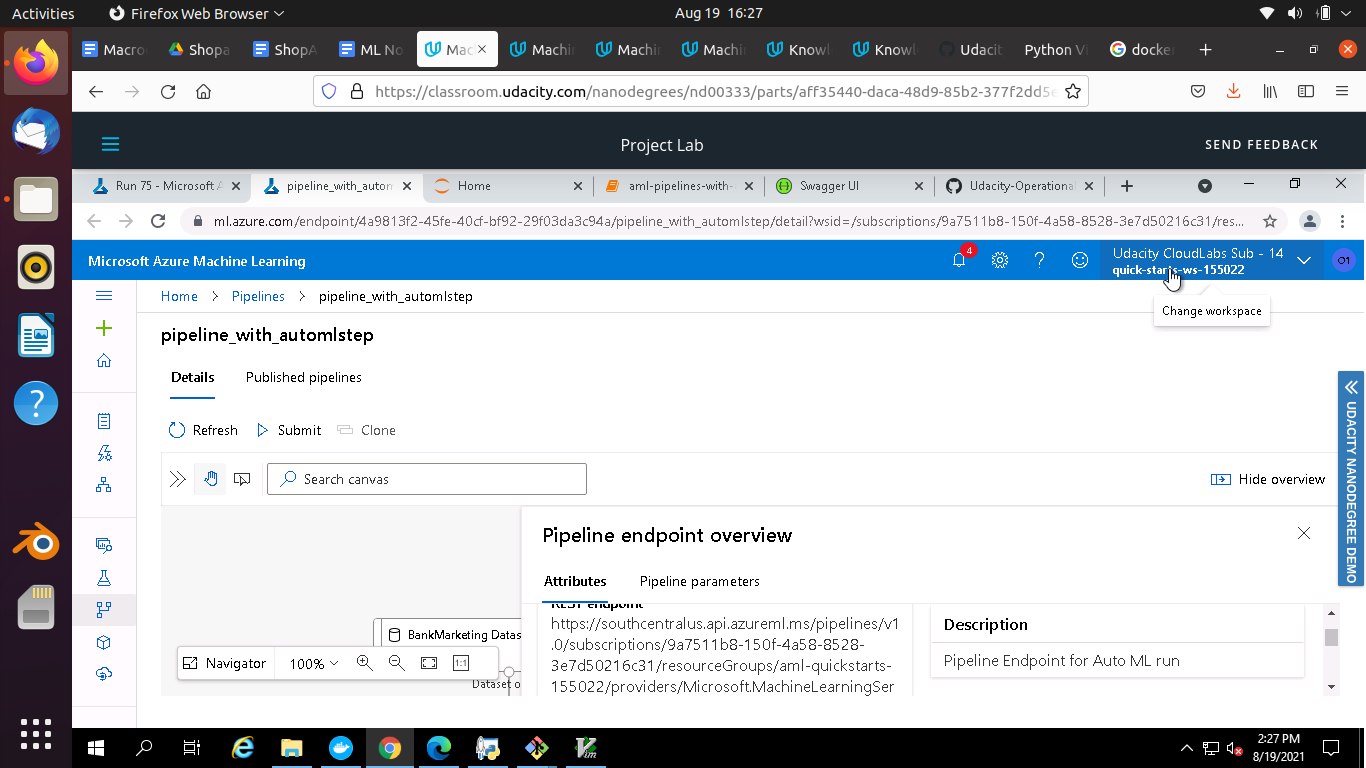 Activities Firefox Web Browser Aug 19 16:27
Macro Shopa ShopA ML No Mac Machin Machin Machin Knowl Knowl Udacit Python V docke
https://classroom.udacity.com/nanodegrees/nd00333/parts/aff35440-daca-48d9-85b2-377f2dd5e
Project Lab SEND FEEDBACK
Run 75 - Microsoft A pipeline_with_autom Home aml-pipelines-with- Swagger UI Udacity-Operational
ml.azure.com/endpoint/4a9813f2-45fe-40cf-bf92-29f03da3c94a/pipeline_with_automlstep/detail?wsid=/subscriptions/9a7511b8-150f-4a58-8528-3e7d50216c31/res...
Microsoft Azure Machine Learning 4 Udacity CloudLabs Sub - 14 O1
quick-starts-ws-155022
Home > Pipelines > pipeline_with_automlstep
Change workspace
pipeline_with_automlstep
Details Published pipelines
Refresh Submit Clone
Search canvas Hide overview
UDACITY NANODEGREE DEMO
Pipeline endpoint overview
Attributes Pipeline parameters
REST endpoint
https://southcentralus.api.azureml.ms/pipelines/v1
.0/subscriptions/9a7511b8-150f-4a58-8528-
3e7d50216c31/resourceGroups/aml-quickstarts-
155022/providers/Microsoft.MachineLearningSer
Description
Pipeline Endpoint for Auto ML run
BankMarketing Datas
Navigator 100% 1:1
Dataset o
2:27 PM
8/19/2021